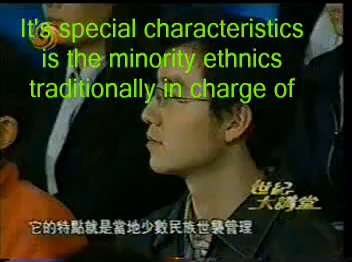 It's special characteristics
is the minority ethnics
traditionally in charge of
世紀
大講堂
它的特點就是當地少數民族世襲管理